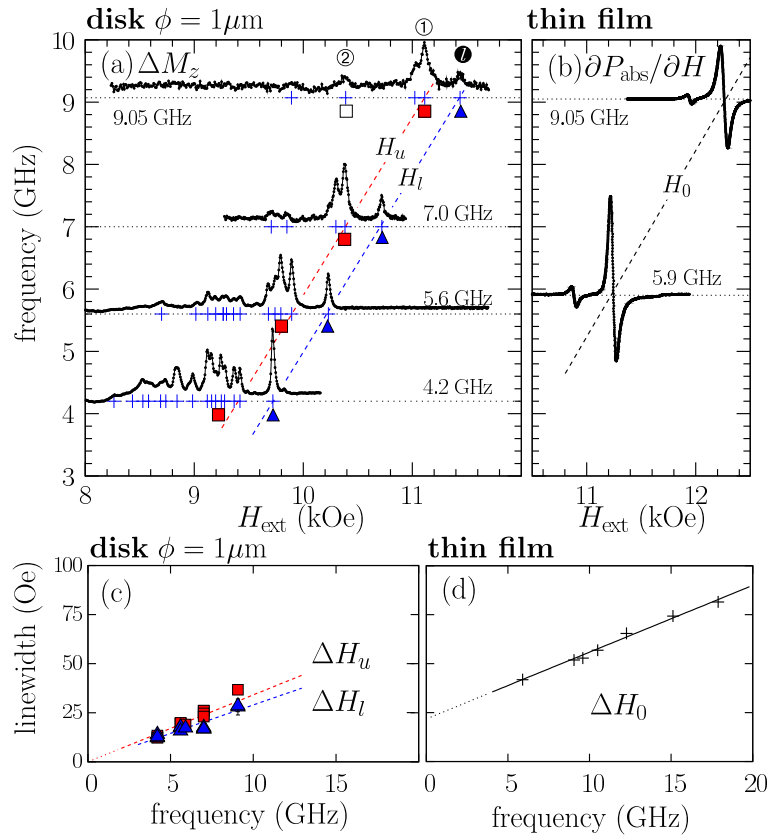 disk ϕ = 1μm
thin film
(a) ΔM_z
② ① l
9.05 GHz
H_u
H_l
7.0 GHz
5.6 GHz
4.2 GHz
10
9
8
7
6
5
4
3
frequency (GHz)
8 9 10 11
H_ext (kOe)
(b) ∂P_abs/∂H
9.05 GHz
H_0
5.9 GHz
11 12
H_ext (kOe)
disk ϕ = 1μm
thin film
(c)
100
75
50
25
0
linewidth (Oe)
ΔH_u
ΔH_l
0 5 10 15
frequency (GHz)
(d)
ΔH_0
0 5 10 15 20
frequency (GHz)